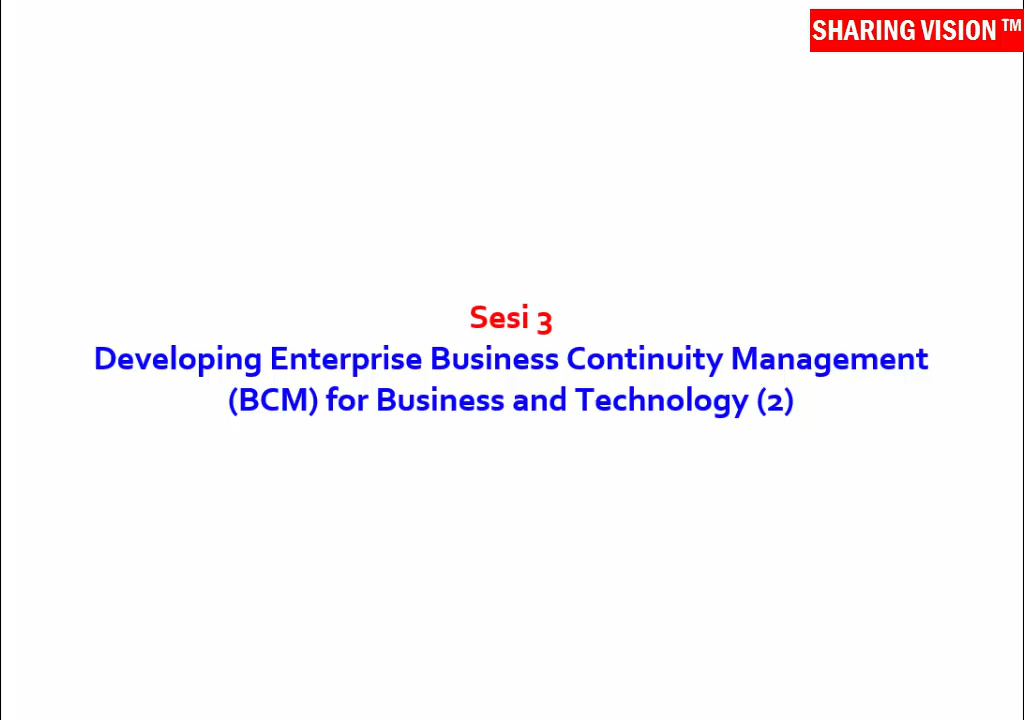 SHARING VISION ™
Sesi 3
Developing Enterprise Business Continuity Management
(BCM) for Business and Technology (2)